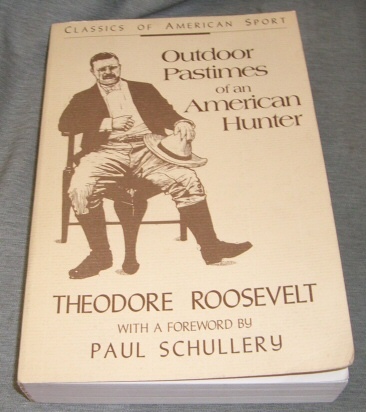 CLASSICS OF AMERICAN SPORT
Outdoor
Pastimes
of an
American
Hunter
THEODORE ROOSEVELT
WITH A FOREWORD By
PAUL SCHULLERy